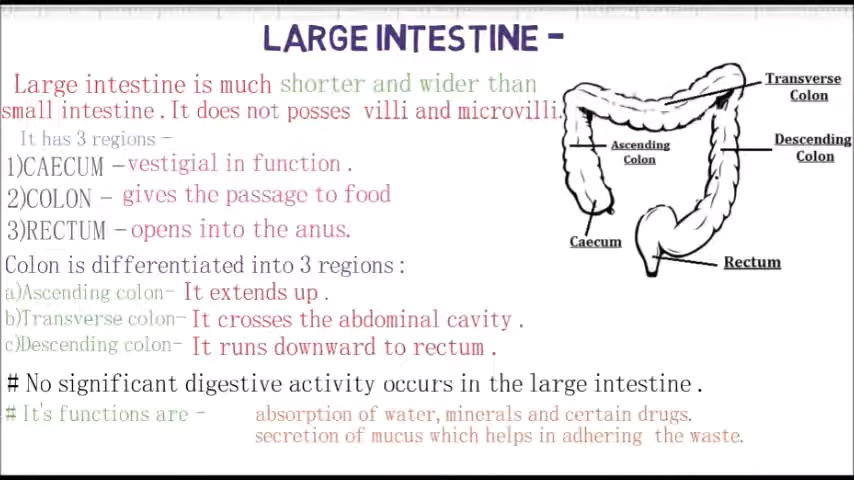 LARGE INTESTINE -
Large intestine is much shorter and wider than
small intestine . It does not posses villi and microvilli.
It has 3 regions -
1)CAECUM - vestigial in function .
2)COLON - gives the passage to food
3)RECTUM - opens into the anus.
Colon is differentiated into 3 regions :
a)Ascending colon- It extends up .
b)Transverse colon- It crosses the abdominal cavity .
c)Descending colon- It runs downward to rectum .
# No significant digestive activity occurs in the large intestine .
# It's functions are - absorption of water, minerals and certain drugs.
secretion of mucus which helps in adhering the waste.
Transverse
Colon
Ascending
Colon
Descending
Colon
Caecum
Rectum